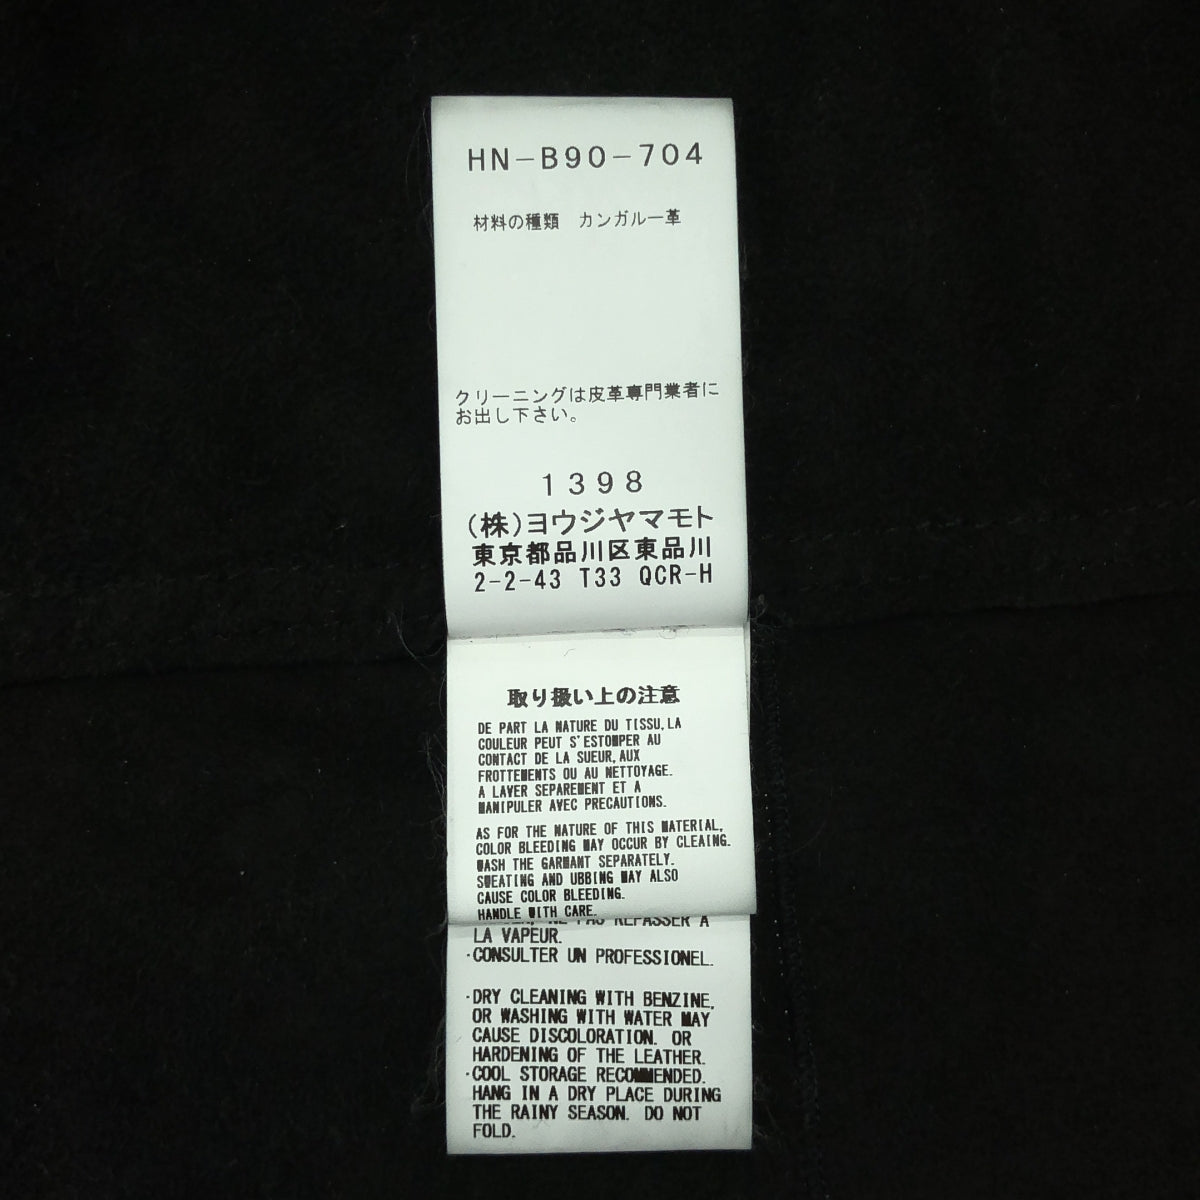 HN-B90-704
材料の種類　カンガルー革
クリーニングは皮革専門業者に
お出し下さい。
1398
(株)ヨウジヤマモト
東京都品川区東品川
2-2-43 T33 QCR-H
取り扱い上の注意
DE PART LA NATURE DU TISSU,LA
COULEUR PEUT S'ESTOMPER AU
CONTACT DE LA SUEUR,AUX
FROTTEMENTS OU AU NETTOYAGE.
A LAVER SEPAREMENT ET A
MANIPULER AVEC PRECAUTIONS.
AS FOR THE NATURE OF THIS MATERIAL,
COLOR BLEEDING MAY OCCUR BY CLEAING.
WASH THE GARMANT SEPARATELY.
SWEATING AND UBBING MAY ALSO
CAUSE COLOR BLEEDING.
HANDLE WITH CARE.
NE PAS REPASSER A
LA VAPEUR.
·CONSULTER UN PROFESSIONEL.
·DRY CLEANING WITH BENZINE,
OR WASHING WITH WATER MAY
CAUSE DISCOLORATION. OR
HARDENING OF THE LEATHER.
·COOL STORAGE RECOMMENDED.
HANG IN A DRY PLACE DURING
THE RAINY SEASON. DO NOT
FOLD.